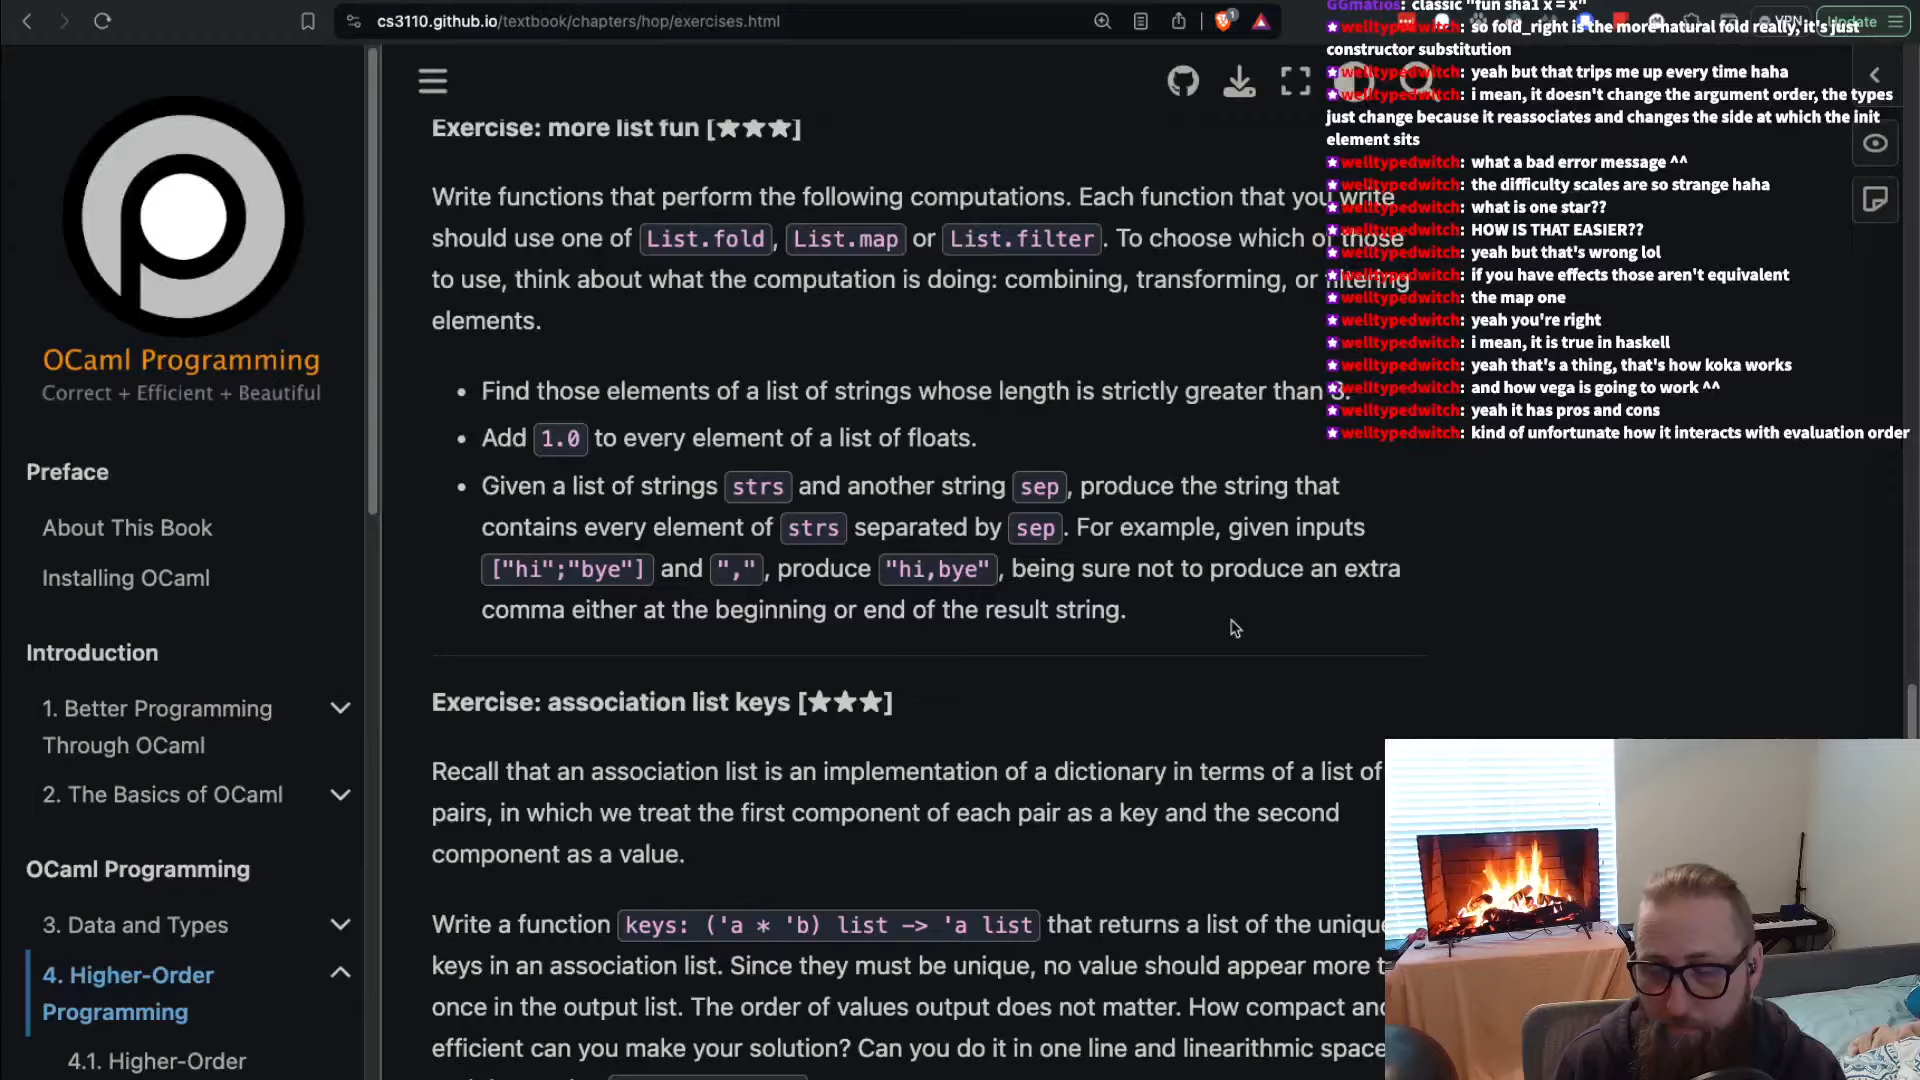 cs3110.github.io/textbook/chapters/hop/exercises.html
1
VPN
Update
OCaml Programming
Correct + Efficient + Beautiful
Preface
About This Book
Installing OCaml
Introduction
1. Better Programming
Through OCaml
2. The Basics of OCaml
OCaml Programming
3. Data and Types
4. Higher-Order
Programming
4.1. Higher-Order
Exercise: more list fun [★★★]
Write functions that perform the following computations. Each function that you write
should use one of List.fold, List.map or List.filter. To choose which of those
to use, think about what the computation is doing: combining, transforming, or filtering
elements.
Find those elements of a list of strings whose length is strictly greater than 3.
Add 1.0 to every element of a list of floats.
Given a list of strings strs and another string sep, produce the string that
contains every element of strs separated by sep. For example, given inputs
["hi";"bye"] and ",", produce "hi,bye", being sure not to produce an extra
comma either at the beginning or end of the result string.
Exercise: association list keys [★★★]
Recall that an association list is an implementation of a dictionary in terms of a list of
pairs, in which we treat the first component of each pair as a key and the second
component as a value.
Write a function keys: ('a * 'b) list -> 'a list that returns a list of the unique
keys in an association list. Since they must be unique, no value should appear more
once in the output list. The order of values output does not matter. How compact and
efficient can you make your solution? Can you do it in one line and linearithmic space
GGmatios: classic "fun sha1 x = x"
welltypedwitch: so fold_right is the more natural fold really, it's just
constructor substitution
welltypedwitch: yeah but that trips me up every time haha
welltypedwitch: i mean, it doesn't change the argument order, the types
just change because it reassociates and changes the side at which the init
element sits
welltypedwitch: what a bad error message ^^
welltypedwitch: the difficulty scales are so strange haha
welltypedwitch: what is one star??
welltypedwitch: HOW IS THAT EASIER??
welltypedwitch: yeah but that's wrong lol
welltypedwitch: if you have effects those aren't equivalent
welltypedwitch: the map one
welltypedwitch: yeah you're right
welltypedwitch: i mean, it is true in haskell
welltypedwitch: yeah that's a thing, that's how koka works
welltypedwitch: and how vega is going to work ^^
welltypedwitch: yeah it has pros and cons
welltypedwitch: kind of unfortunate how it interacts with evaluation order